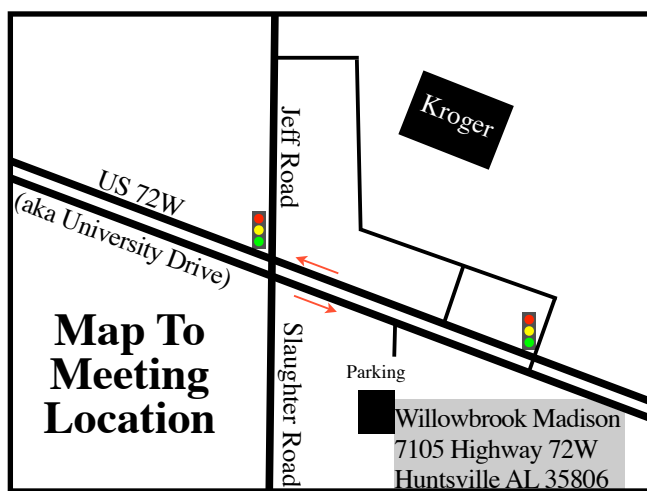 Kroger
Jeff Road
US 72W
(aka University Drive)
Map To
Meeting
Location
Slaughter Road
Parking
Willowbrook Madison
7105 Highway 72W
Huntsville AL 35806